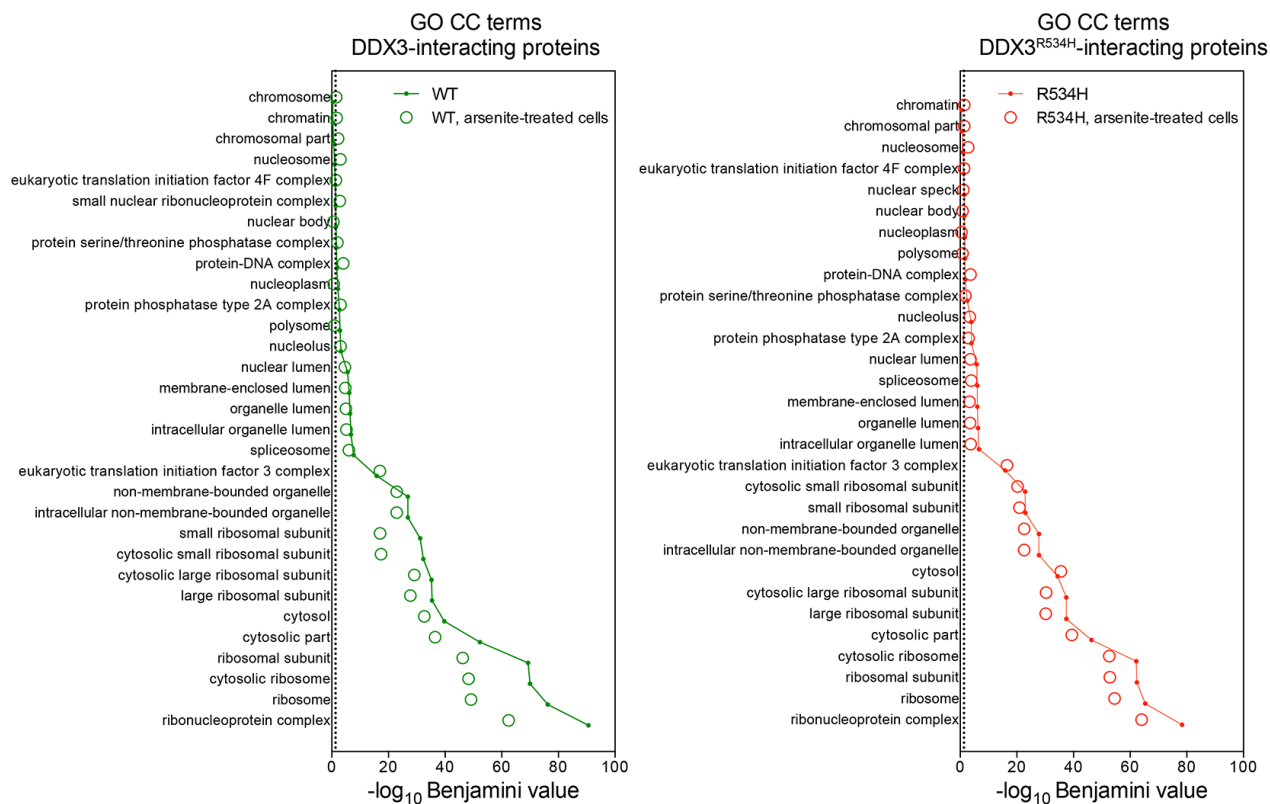 GO CC terms
DDX3-interacting proteins
WT
WT, arsenite-treated cells
chromosome
chromatin
chromosomal part
nucleosome
eukaryotic translation initiation factor 4F complex
small nuclear ribonucleoprotein complex
nuclear body
protein serine/threonine phosphatase complex
protein-DNA complex
nucleoplasm
protein phosphatase type 2A complex
polysome
nucleolus
nuclear lumen
membrane-enclosed lumen
organelle lumen
intracellular organelle lumen
spliceosome
eukaryotic translation initiation factor 3 complex
non-membrane-bounded organelle
intracellular non-membrane-bounded organelle
small ribosomal subunit
cytosolic small ribosomal subunit
cytosolic large ribosomal subunit
large ribosomal subunit
cytosol
cytosolic part
ribosomal subunit
cytosolic ribosome
ribosome
ribonucleoprotein complex
0 20 40 60 80 100
-log10 Benjamini value
GO CC terms
DDX3R534H-interacting proteins
R534H
R534H, arsenite-treated cells
chromatin
chromosomal part
nucleosome
eukaryotic translation initiation factor 4F complex
nuclear speck
nuclear body
nucleoplasm
polysome
protein-DNA complex
protein serine/threonine phosphatase complex
nucleolus
protein phosphatase type 2A complex
nuclear lumen
spliceosome
membrane-enclosed lumen
organelle lumen
intracellular organelle lumen
eukaryotic translation initiation factor 3 complex
cytosolic small ribosomal subunit
small ribosomal subunit
non-membrane-bounded organelle
intracellular non-membrane-bounded organelle
cytosol
cytosolic large ribosomal subunit
large ribosomal subunit
cytosolic part
cytosolic ribosome
ribosomal subunit
ribosome
ribonucleoprotein complex
0 20 40 60 80 100
-log10 Benjamini value